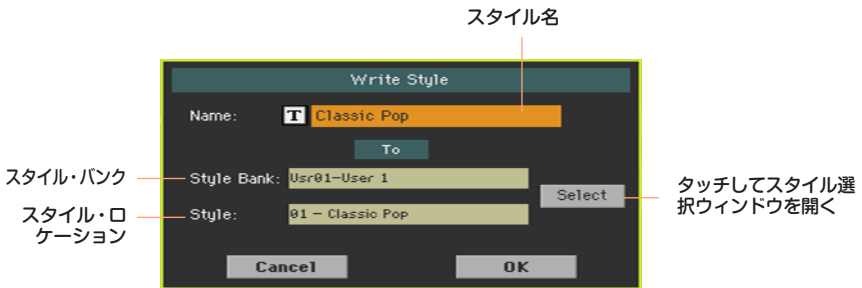 スタイル名
Write Style
Name: T Classic Pop
To
スタイル・バンク
Style Bank: Usr01-User 1
Select
タッチしてスタイル選
択ウィンドウを開く
スタイル・ロ
ケーション
Style: 01 - Classic Pop
Cancel OK